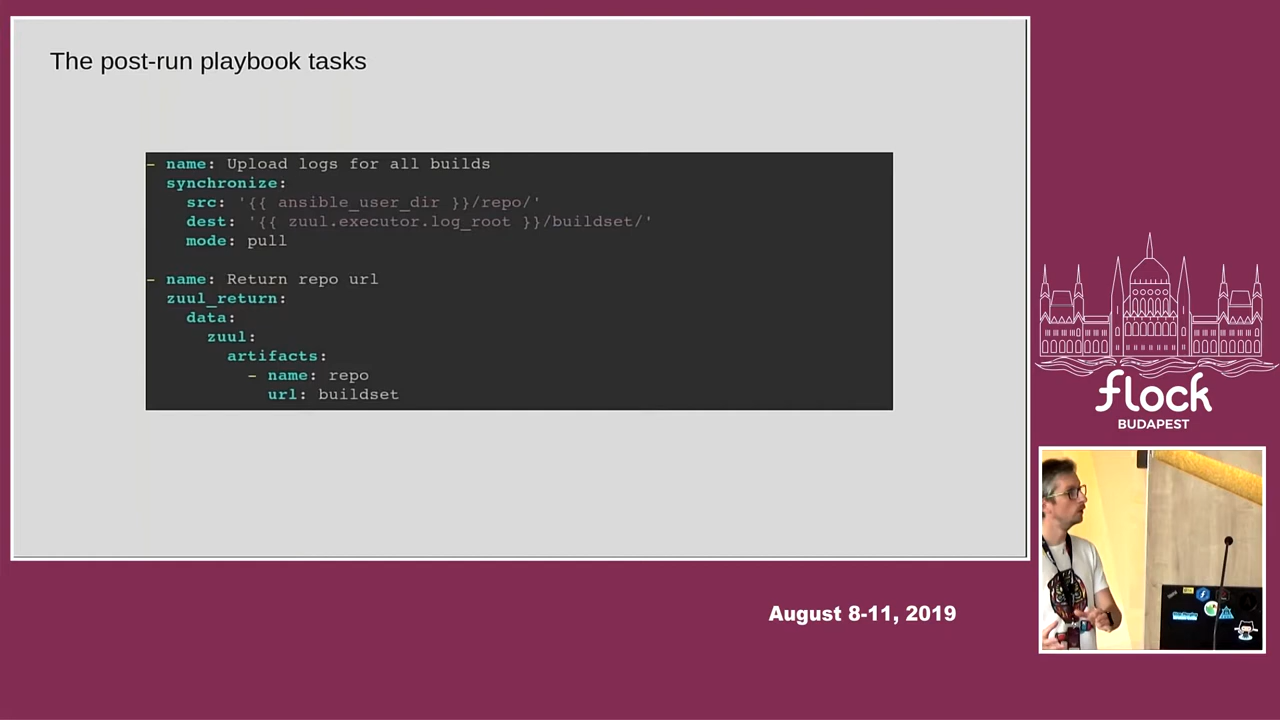 The post-run playbook tasks
- name: Upload logs for all builds
  synchronize:
    src: '{{ ansible_user_dir }}/repo/'
    dest: '{{ zuul.executor.log_root }}/buildset/'
    mode: pull
- name: Return repo url
  zuul_return:
    data:
      zuul:
        artifacts:
          - name: repo
            url: buildset
flock
BUDAPEST
August 8-11, 2019